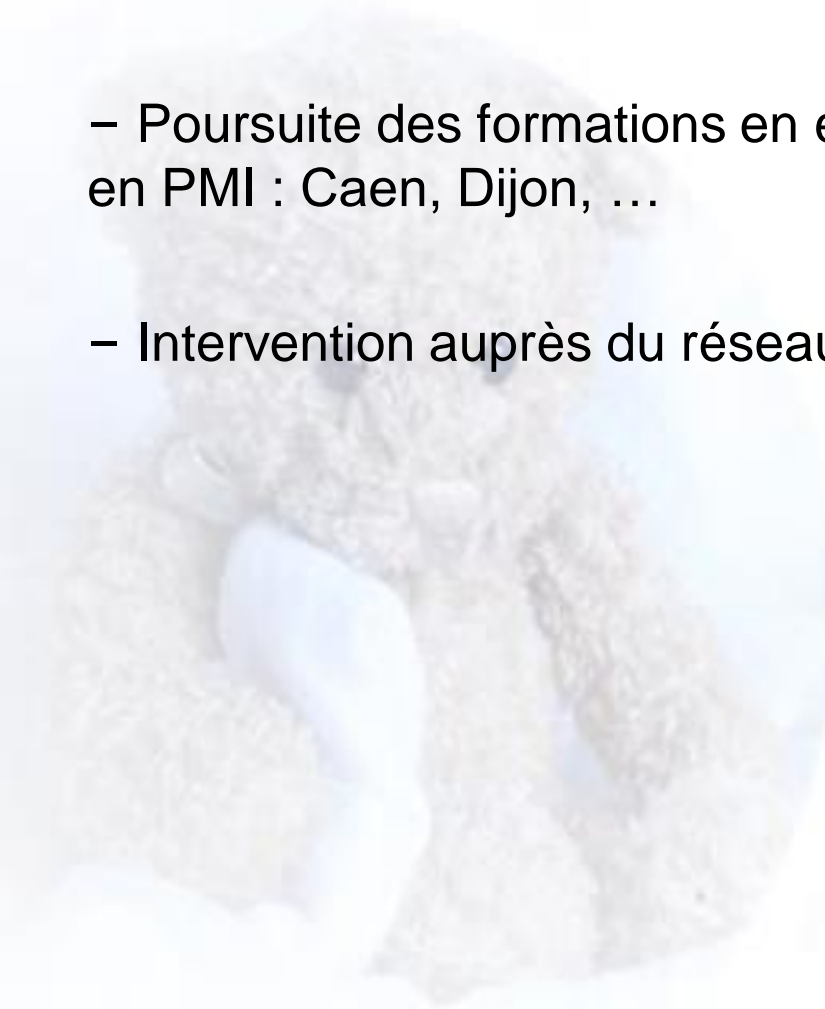 – Poursuite des formations en
en PMI : Caen, Dijon, …
– Intervention auprès du réseau